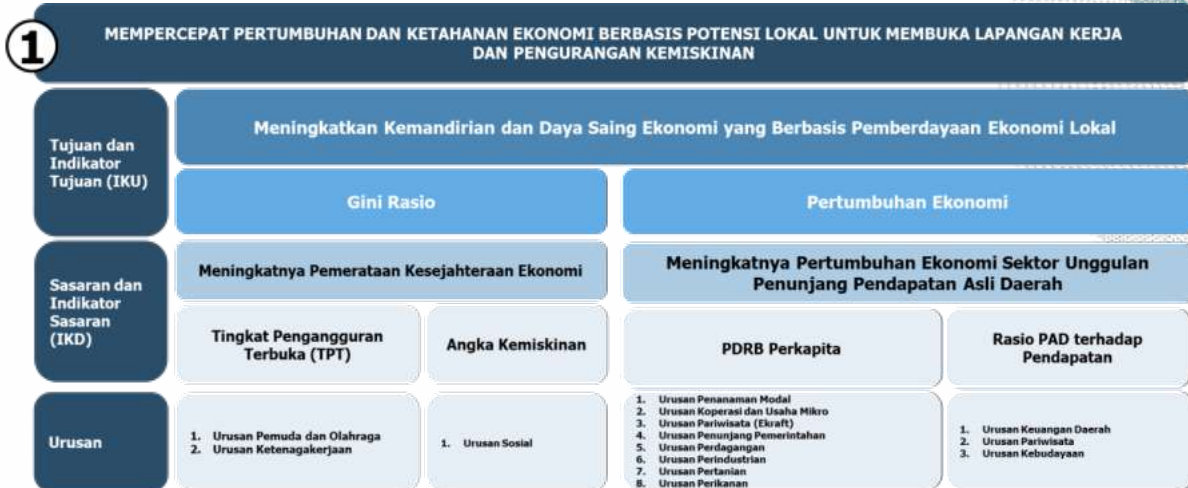 1
MEMPERCEPAT PERTUMBUHAN DAN KETAHANAN EKONOMI BERBASIS POTENSI LOKAL UNTUK MEMBUKA LAPANGAN KERJA
DAN PENGURANGAN KEMISKINAN
Tujuan dan
Indikator
Tujuan (IKU)
Meningkatkan Kemandirian dan Daya Saing Ekonomi yang Berbasis Pemberdayaan Ekonomi Lokal
Gini Rasio
Pertumbuhan Ekonomi
Sasaran dan
Indikator
Sasaran
(IKD)
Meningkatnya Pemerataan Kesejahteraan Ekonomi
Meningkatnya Pertumbuhan Ekonomi Sektor Unggulan
Penunjang Pendapatan Asli Daerah
Tingkat Pengangguran
Terbuka (TPT)
Angka Kemiskinan
PDRB Perkapita
Rasio PAD terhadap
Pendapatan
Urusan
1. Urusan Pemuda dan Olahraga
2. Urusan Ketenagakerjaan
1. Urusan Sosial
1. Urusan Penanaman Modal
2. Urusan Koperasi dan Usaha Mikro
3. Urusan Pariwisata (Ekraft)
4. Urusan Penunjang Pemerintahan
5. Urusan Perdagangan
6. Urusan Perindustrian
7. Urusan Pertanian
8. Urusan Perikanan
1. Urusan Keuangan Daerah
2. Urusan Pariwisata
3. Urusan Kebudayaan